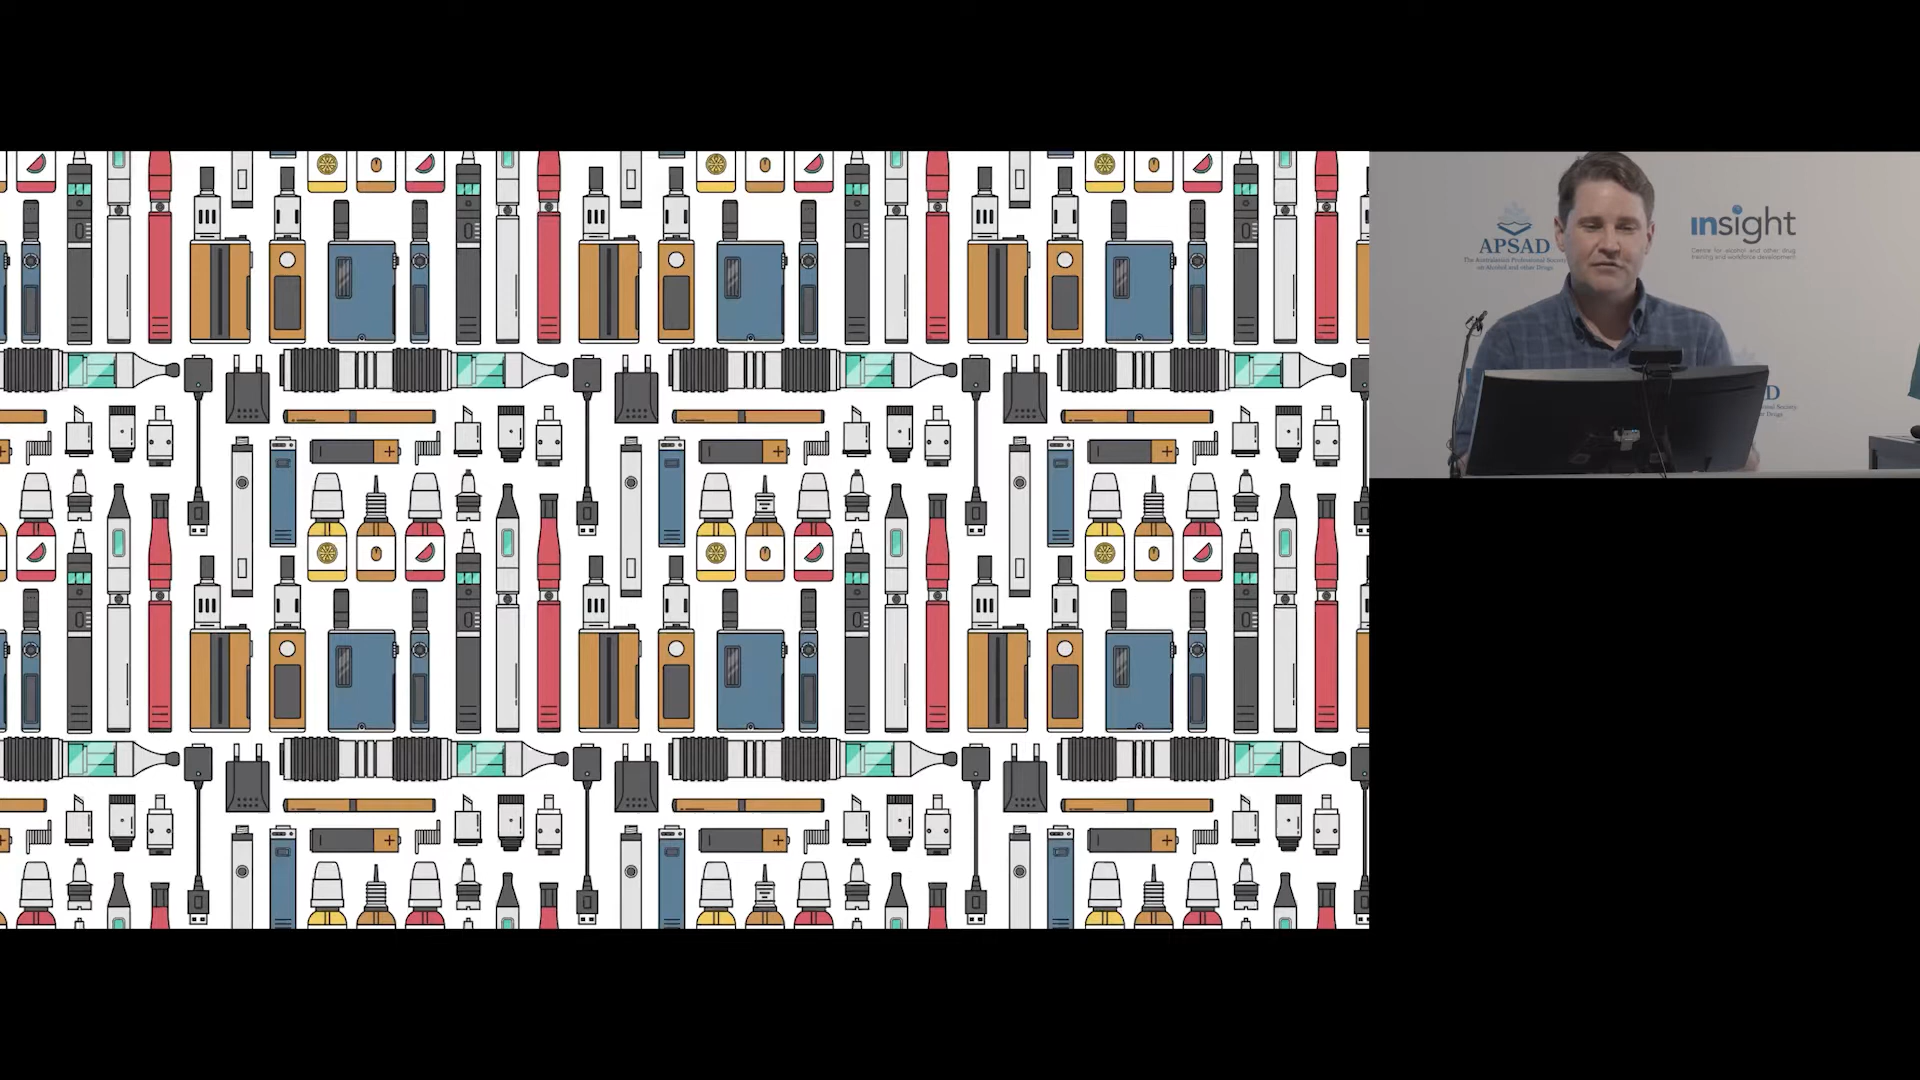 APSAD
The Australasian Professional Society
on Alcohol and other Drugs
insight
Centre for alcohol and other drug
training and workforce development